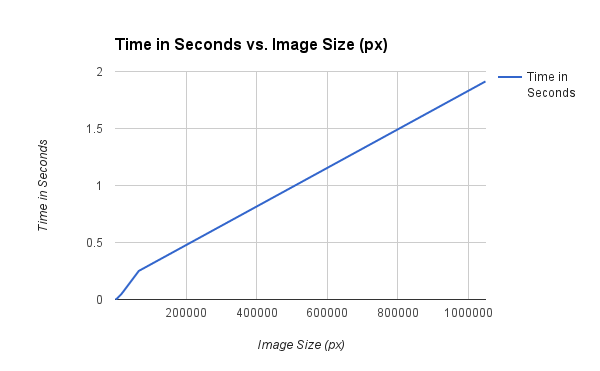 Time in Seconds vs. Image Size (px)
2
1.5
1
0.5
0
Time in Seconds
200000
400000
600000
800000
1000000
Image Size (px)
Time in
Seconds